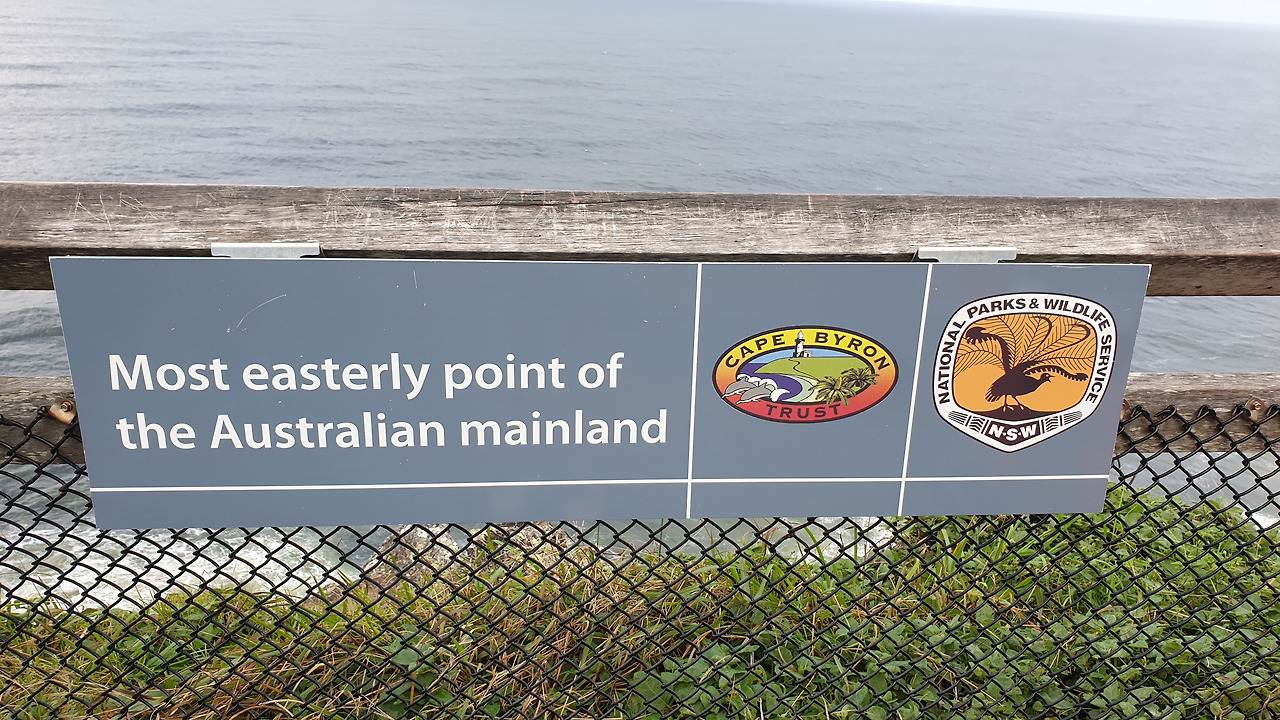 Most easterly point of
the Australian mainland
CAPE BYRON
TRUST
NATIONAL PARKS & WILDLIFE SERVICE
N·S·W